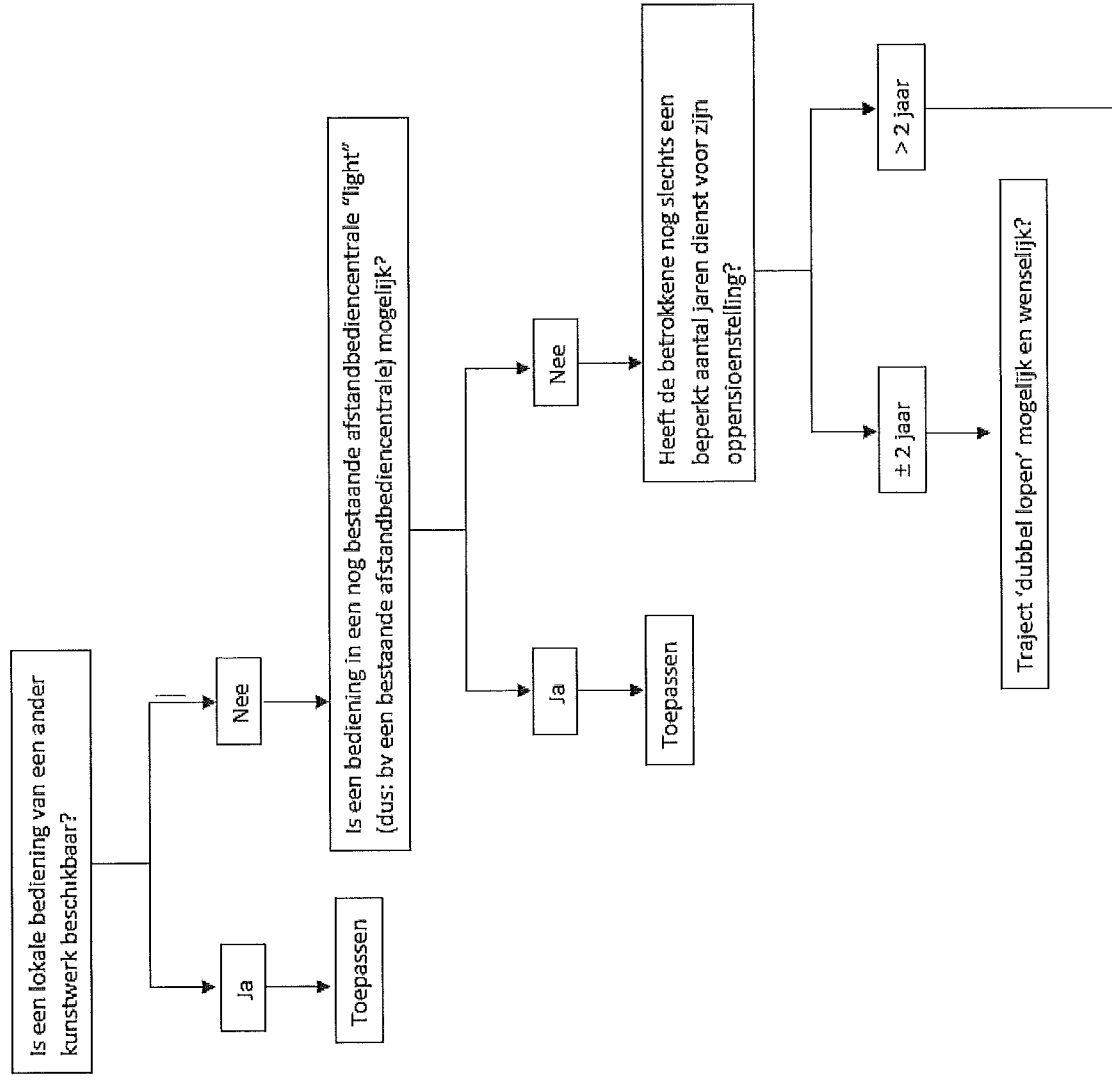 Is een lokale bediening van een ander
kunstwerk beschikbaar?
Ja
Nee
Toepassen
Is een bediening in een nog bestaande afstandbediencentrale “light”
(dus: bv een bestaande afstandbediencentrale) mogelijk?
Ja
Nee
Toepassen
Heeft de betrokkene nog slechts een
beperkt aantal jaren dienst voor zijn
oppensioenstelling?
± 2 jaar
> 2 jaar
Traject ‘dubbel lopen’ mogelijk en wenselijk?